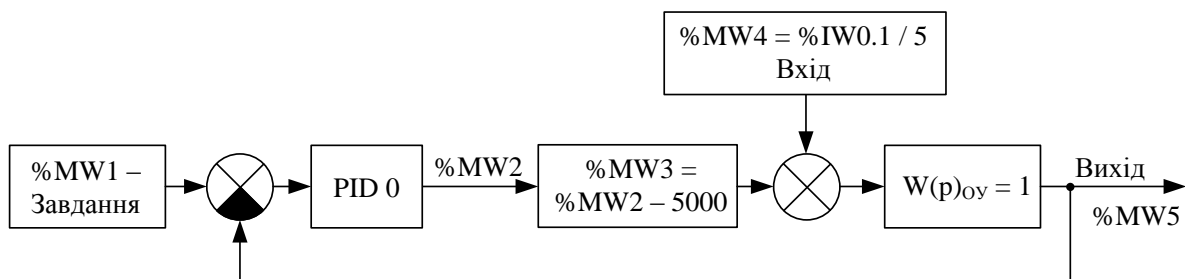 %MW4 = %IW0.1 / 5
Вхід
%MW1 –
Завдання
PID 0
%MW2
%MW3 =
%MW2 – 5000
W(p)ОУ = 1
Вихід
%MW5